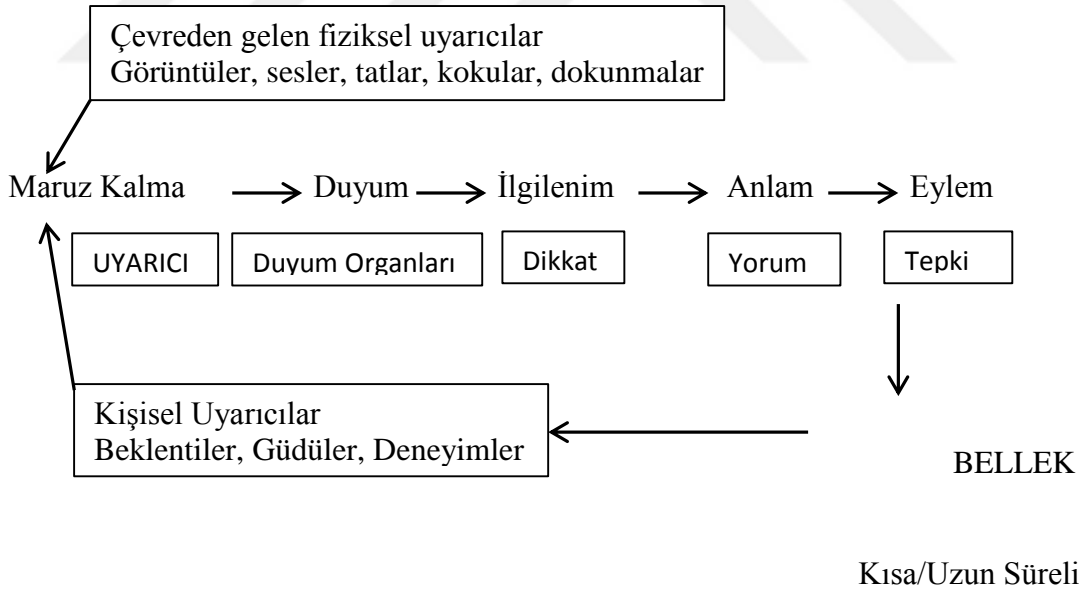 Çevreden gelen fiziksel uyarıcılar
Görüntüler, sesler, tatlar, kokular, dokunmalar
Maruz Kalma Duyum İlgilenim Anlam Eylem
UYARICI Duyum Organları Dikkat Yorum Tepki
Kişisel Uyarıcılar
Beklentiler, Güdüler, Deneyimler
BELLEK
Kısa/Uzun Süreli